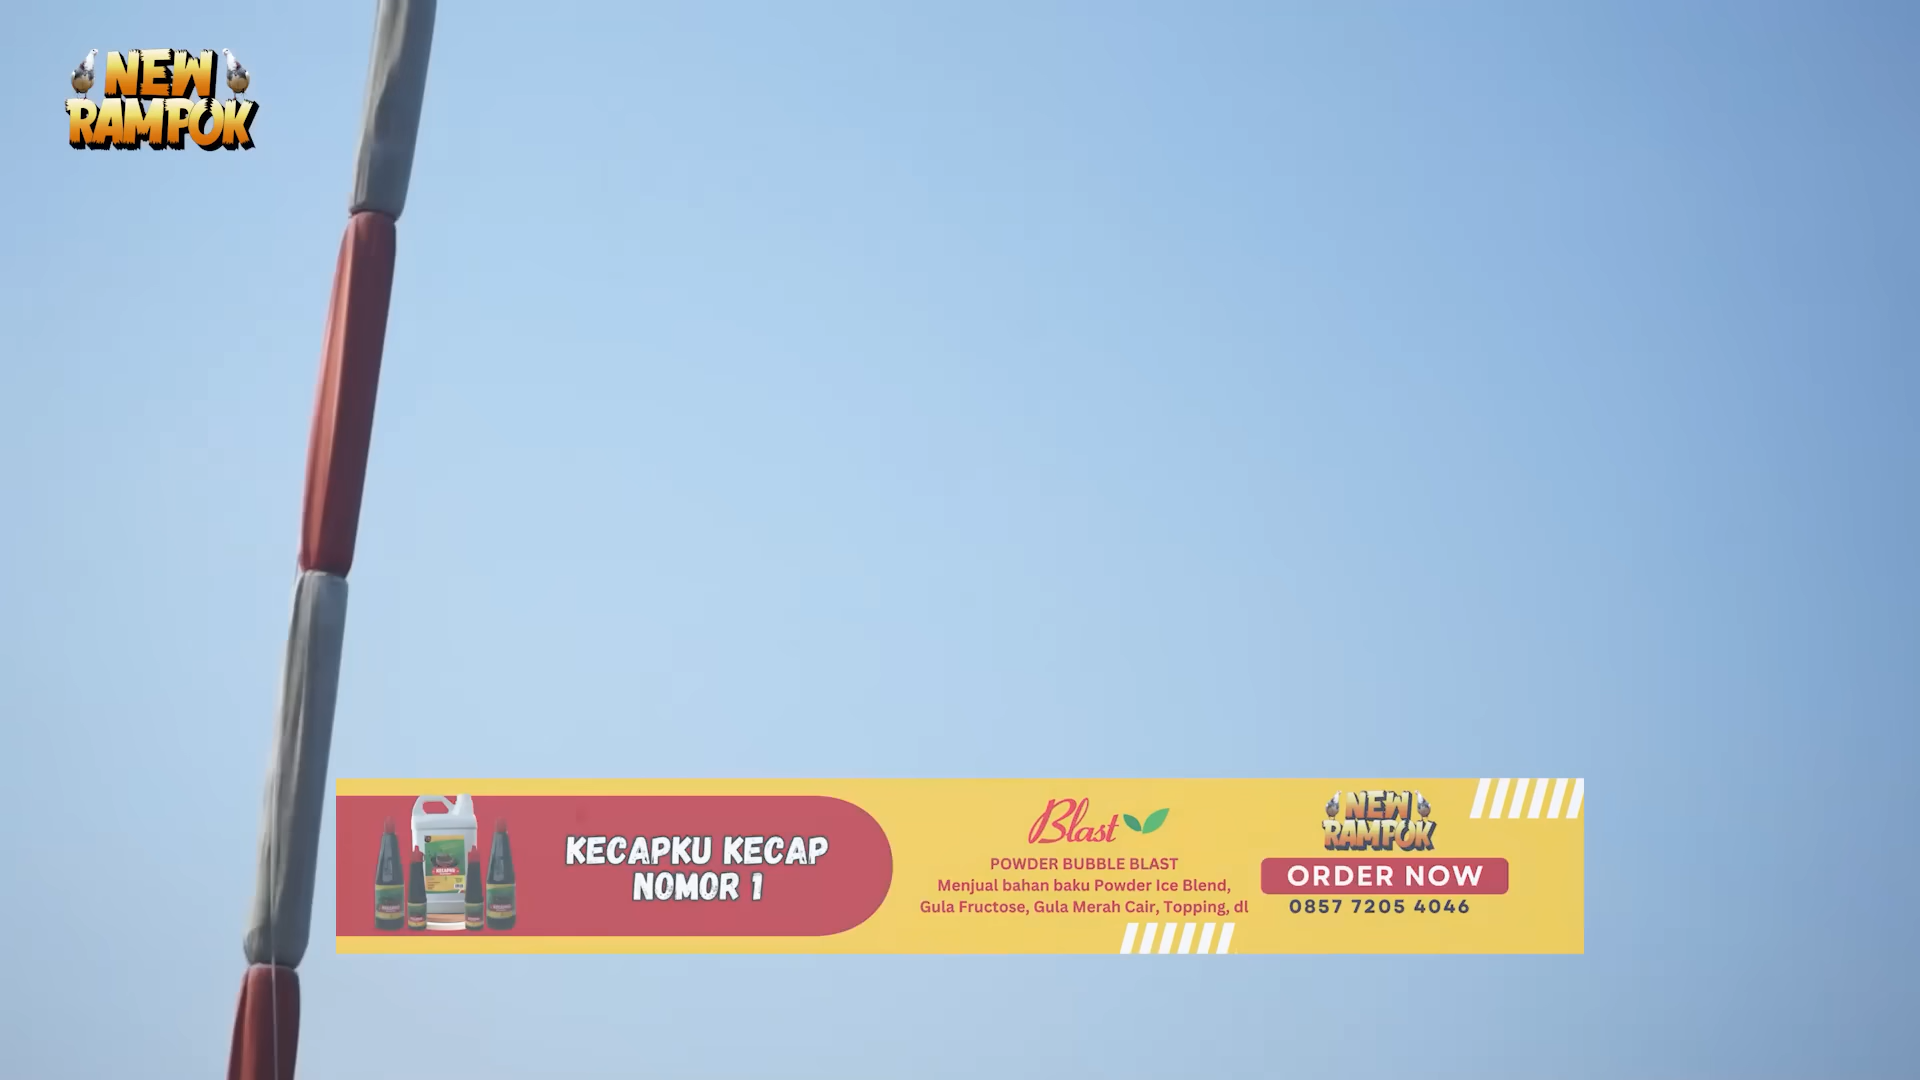 NEW
RAMPOK
KECAPKU KECAP
NOMOR 1
Blast
POWDER BUBBLE BLAST
Menjual bahan baku Powder Ice Blend,
Gula Fructose, Gula Merah Cair, Topping, dl
NEW
RAMPOK
ORDER NOW
0857 7205 4046